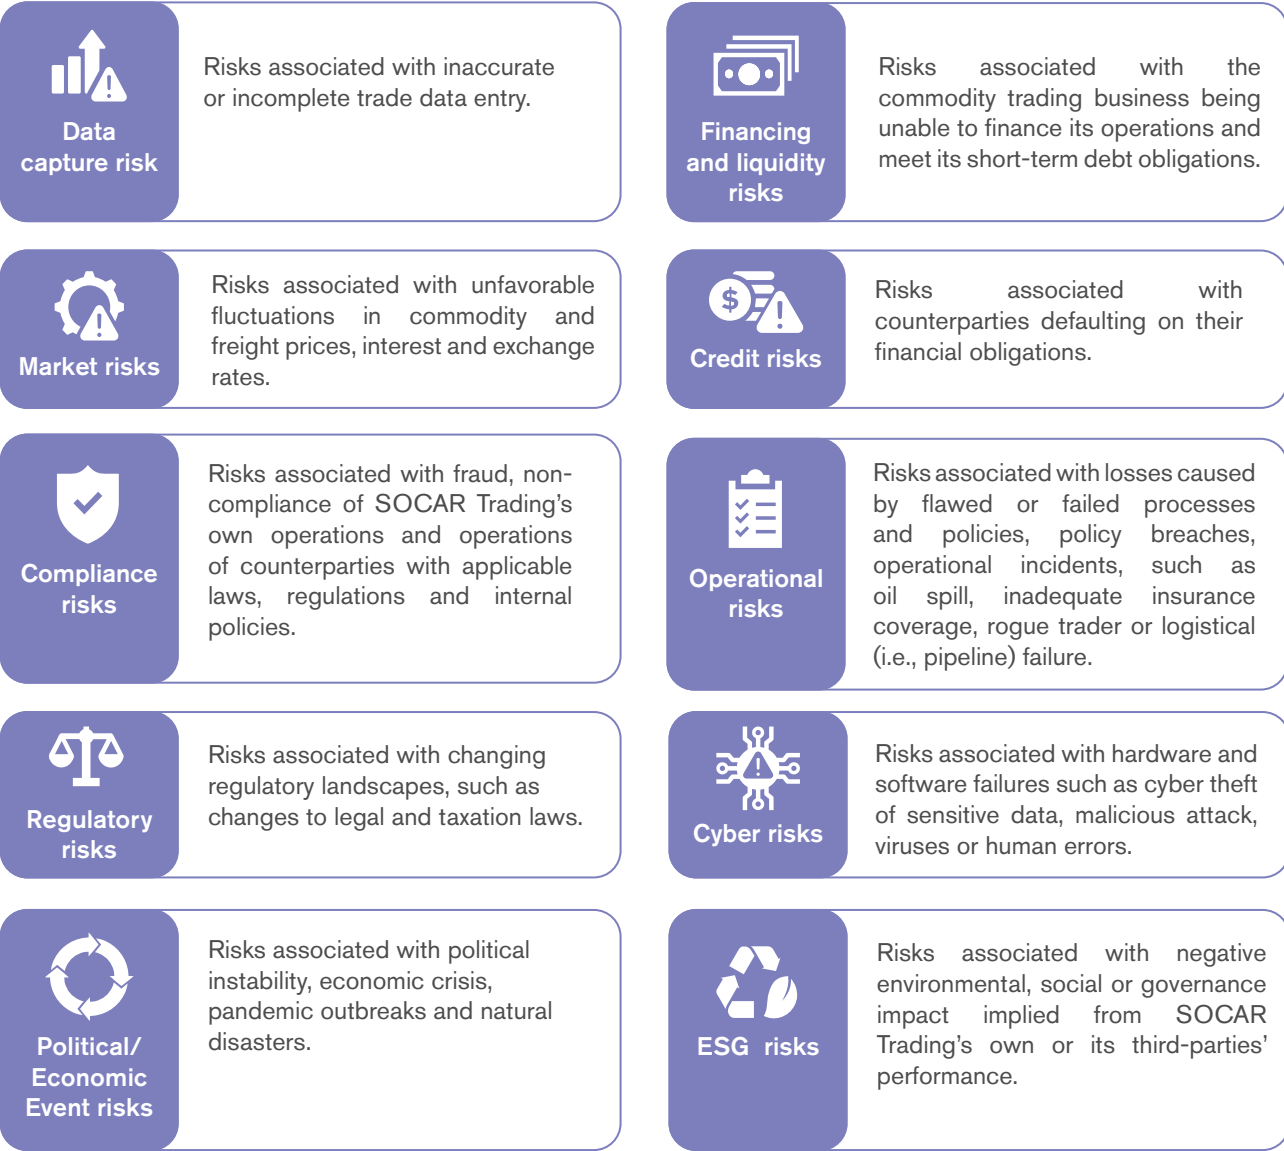 Data
capture risk
Risks associated with inaccurate
or incomplete trade data entry.
Financing
and liquidity
risks
Risks associated with the
commodity trading business being
unable to finance its operations and
meet its short-term debt obligations.
Market risks
Risks associated with unfavorable
fluctuations in commodity and
freight prices, interest and exchange
rates.
$
Credit risks
Risks associated with
counterparties defaulting on their
financial obligations.
Compliance
risks
Risks associated with fraud, non-
compliance of SOCAR Trading's
own operations and operations
of counterparties with applicable
laws, regulations and internal
policies.
Operational
risks
Risks associated with losses caused
by flawed or failed processes
and policies, policy breaches,
operational incidents, such as
oil spill, inadequate insurance
coverage, rogue trader or logistical
(i.e., pipeline) failure.
Regulatory
risks
Risks associated with changing
regulatory landscapes, such as
changes to legal and taxation laws.
Cyber risks
Risks associated with hardware and
software failures such as cyber theft
of sensitive data, malicious attack,
viruses or human errors.
Political/
Economic
Event risks
Risks associated with political
instability, economic crisis,
pandemic outbreaks and natural
disasters.
ESG risks
Risks associated with negative
environmental, social or governance
impact implied from SOCAR
Trading's own or its third-parties'
performance.